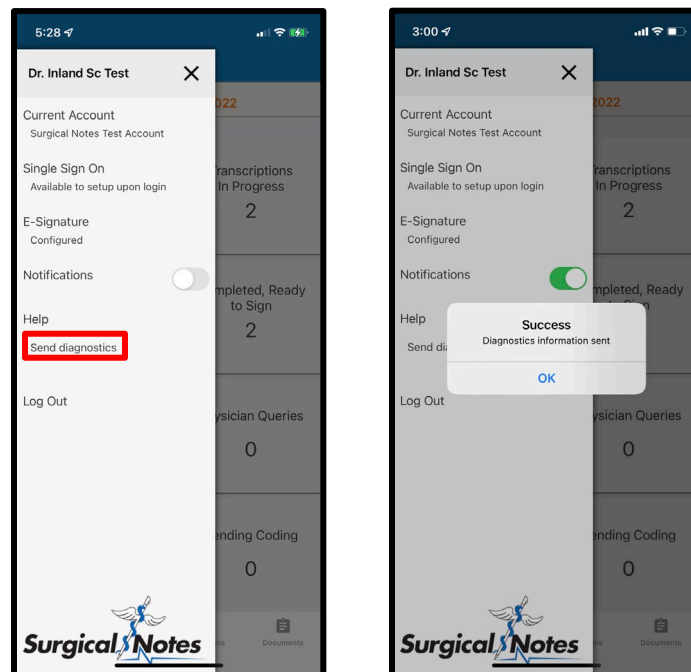 5:28
Dr. Inland Sc Test
Current Account
Surgical Notes Test Account
Single Sign On
Available to setup upon login
E-Signature
Configured
Notifications
Help
Send diagnostics
Log Out
022
ranscriptions
In Progress
2
mpleted, Ready
to Sign
2
ysician Queries
0
ending Coding
0
Surgical Notes
ns
Documents
3:00
Dr. Inland Sc Test
2022
Current Account
Surgical Notes Test Account
Single Sign On
Available to setup upon login
E-Signature
Configured
Notifications
Help
Send di
Log Out
ranscriptions
In Progress
2
mpleted, Ready
Success
Diagnostics information sent
OK
ysician Queries
0
ending Coding
0
Surgical Notes
Documents